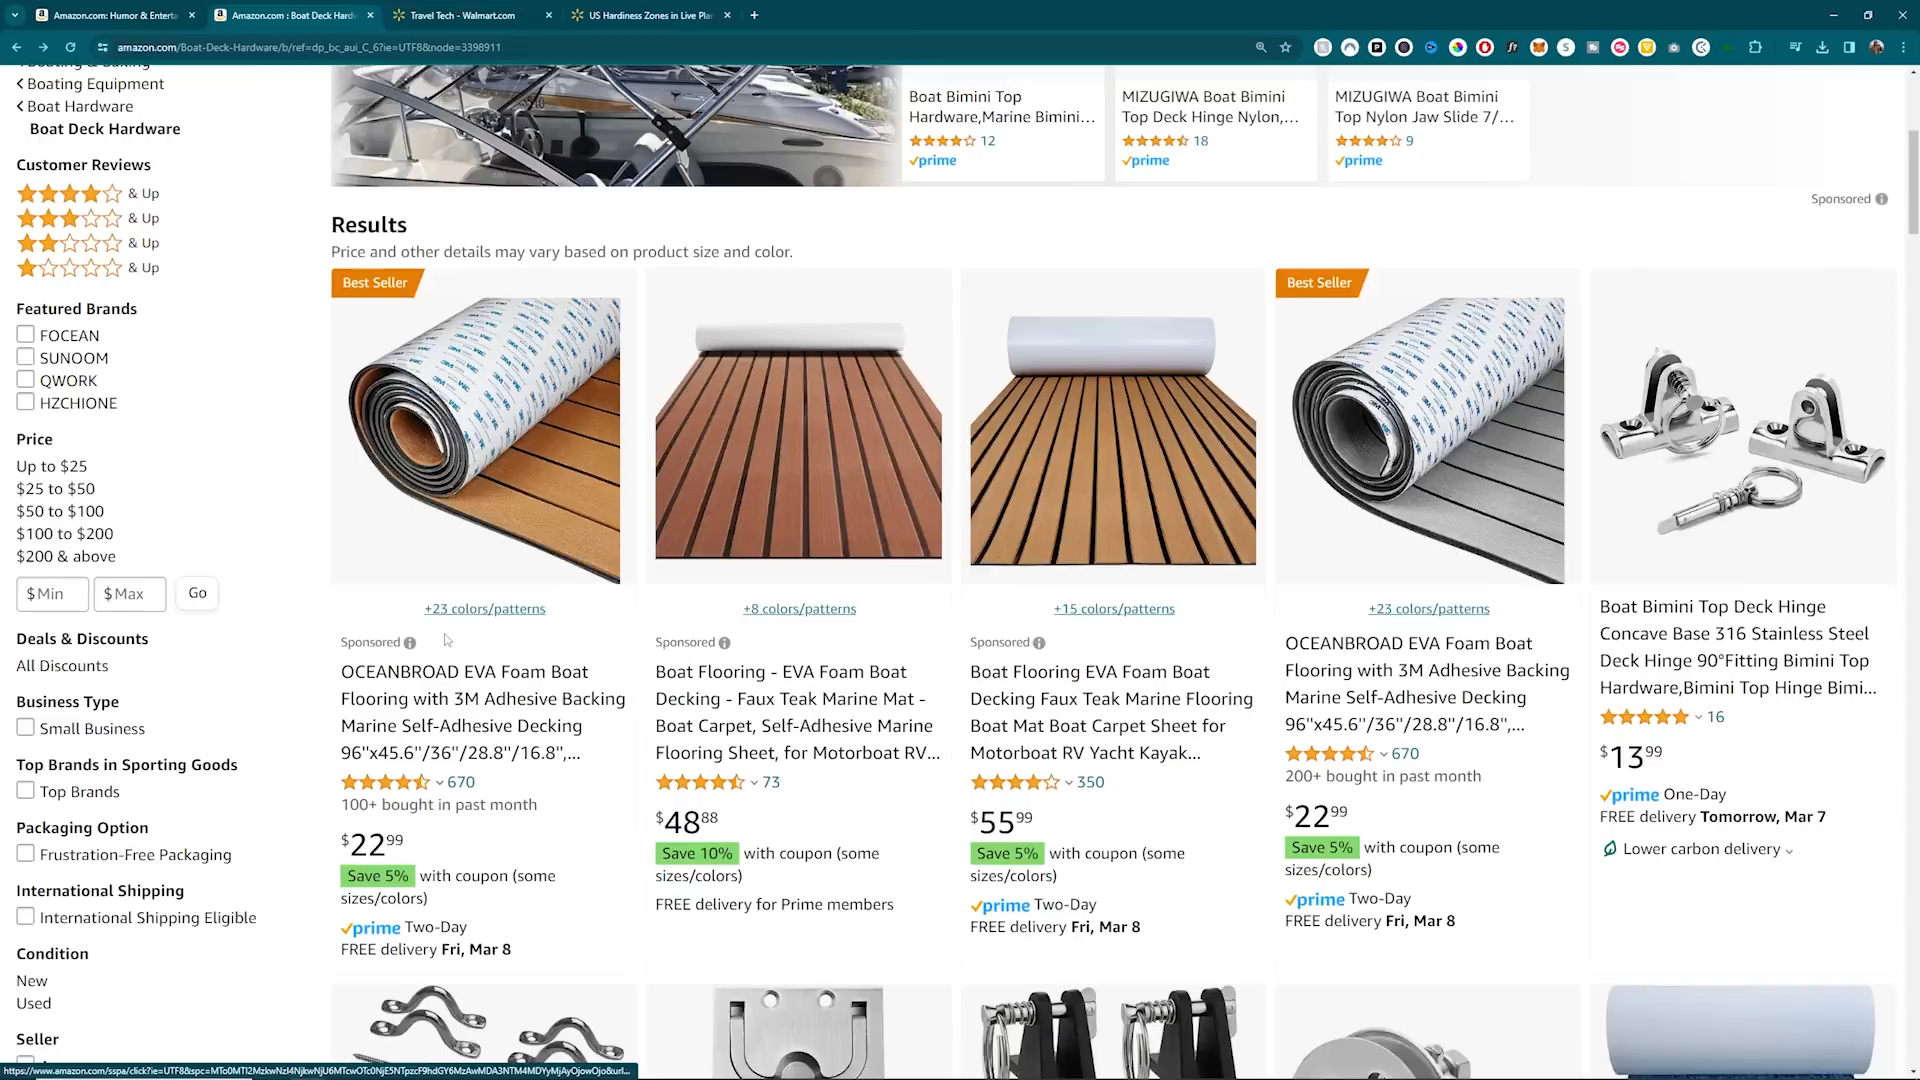 Amazon.com: Humor & Enterta
Amazon.com : Boat Deck Hard
Travel Tech - Walmart.com
US Hardiness Zones in Live Pla
amazon.com/Boat-Deck-Hardware/b/ref=dp_bc_aui_C_6?ie=UTF8&node=3398911
Boating Equipment
Boat Hardware
Boat Deck Hardware
Customer Reviews
& Up
& Up
& Up
& Up
Featured Brands
FOCEAN
SUNOOM
QWORK
HZCHIONE
Price
Up to $25
$25 to $50
$50 to $100
$100 to $200
$200 & above
$ Min
$ Max
Go
Deals & Discounts
All Discounts
Business Type
Small Business
Top Brands in Sporting Goods
Top Brands
Packaging Option
Frustration-Free Packaging
International Shipping
International Shipping Eligible
Condition
New
Used
Seller
Boat Bimini Top
Hardware,Marine Bimini...
12
prime
MIZUGIWA Boat Bimini
Top Deck Hinge Nylon,...
18
prime
MIZUGIWA Boat Bimini
Top Nylon Jaw Slide 7/...
9
prime
Sponsored
Results
Price and other details may vary based on product size and color.
Best Seller
+23 colors/patterns
Sponsored
OCEANBROAD EVA Foam Boat
Flooring with 3M Adhesive Backing
Marine Self-Adhesive Decking
96''x45.6''/36''/28.8''/16.8'',...
670
100+ bought in past month
$22 99
Save 5% with coupon (some
sizes/colors)
prime Two-Day
FREE delivery Fri, Mar 8
+8 colors/patterns
Sponsored
Boat Flooring - EVA Foam Boat
Decking - Faux Teak Marine Mat -
Boat Carpet, Self-Adhesive Marine
Flooring Sheet, for Motorboat RV...
73
$48 88
Save 10% with coupon (some
sizes/colors)
FREE delivery for Prime members
+15 colors/patterns
Sponsored
Boat Flooring EVA Foam Boat
Decking Faux Teak Marine Flooring
Boat Mat Boat Carpet Sheet for
Motorboat RV Yacht Kayak...
350
$55 99
Save 5% with coupon (some
sizes/colors)
prime Two-Day
FREE delivery Fri, Mar 8
Best Seller
+23 colors/patterns
OCEANBROAD EVA Foam Boat
Flooring with 3M Adhesive Backing
Marine Self-Adhesive Decking
96''x45.6''/36''/28.8''/16.8'',...
670
200+ bought in past month
$22 99
Save 5% with coupon (some
sizes/colors)
prime Two-Day
FREE delivery Fri, Mar 8
Boat Bimini Top Deck Hinge
Concave Base 316 Stainless Steel
Deck Hinge 90°Fitting Bimini Top
Hardware,Bimini Top Hinge Bimi...
16
$13 99
prime One-Day
FREE delivery Tomorrow, Mar 7
Lower carbon delivery